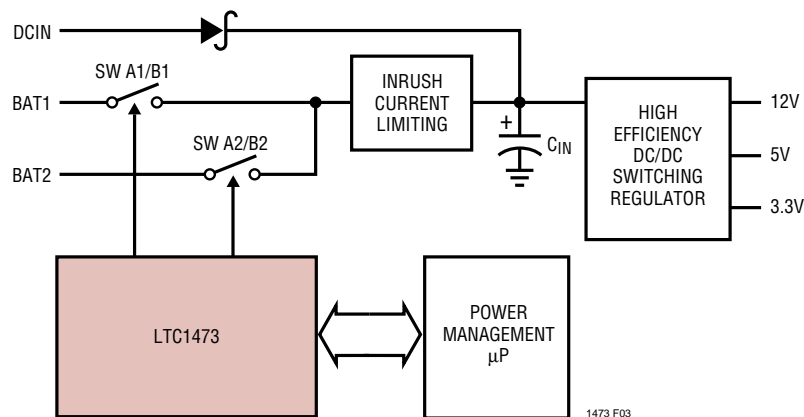 DCIN
SW A1/B1
BAT1
SW A2/B2
BAT2
INRUSH
CURRENT
LIMITING
+
CIN
HIGH
EFFICIENCY
DC/DC
SWITCHING
REGULATOR
12V
5V
3.3V
LTC1473
POWER
MANAGEMENT
µP
1473 F03